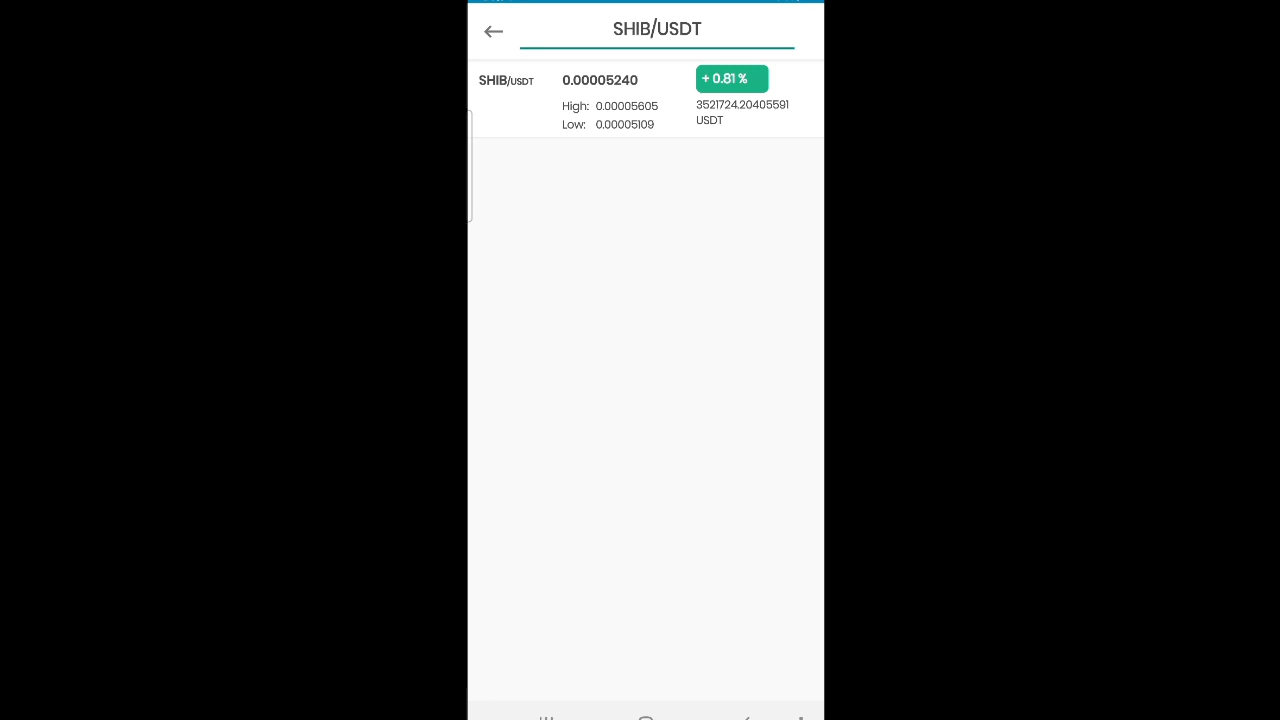 SHIB/USDT
SHIB/USDT 0.00005240 + 0.81 %
High: 0.00005605 3521724.20405591
Low: 0.00005109 USDT